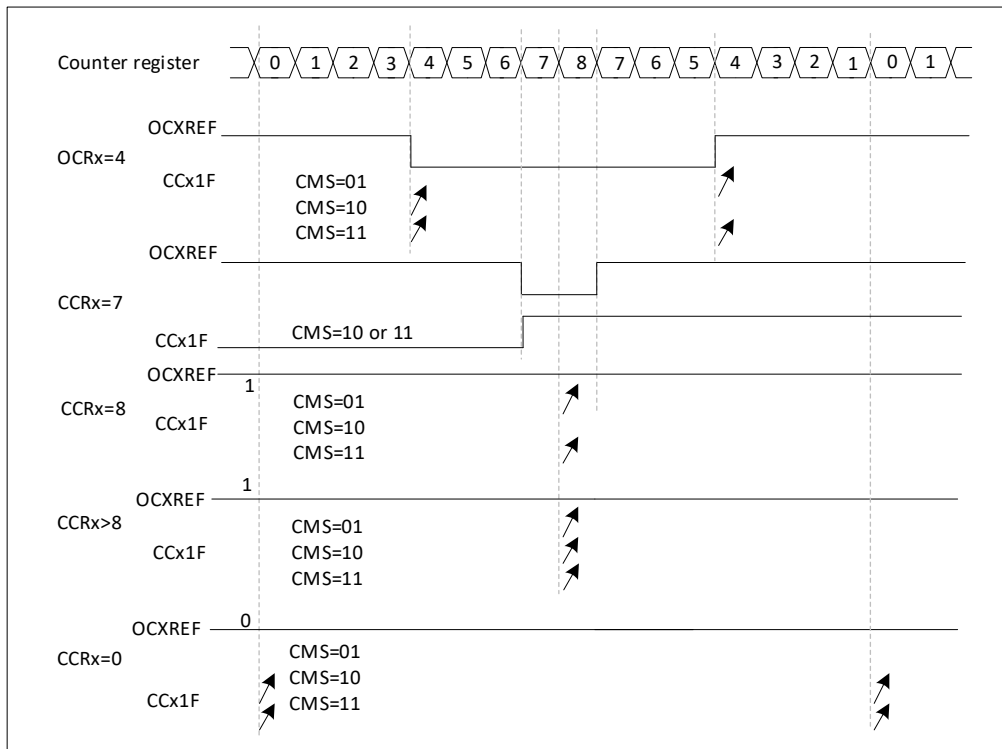 Counter register 0 1 2 3 4 5 6 7 8 7 6 5 4 3 2 1 0 1
OCXREF
OCRx=4
CCx1F
CMS=01
CMS=10
CMS=11
OCXREF
CCRx=7
CCx1F
CMS=10 or 11
OCXREF
1
CCRx=8
CCx1F
CMS=01
CMS=10
CMS=11
OCXREF
1
CCRx>8
CCx1F
CMS=01
CMS=10
CMS=11
OCXREF
0
CCRx=0
CCx1F
CMS=01
CMS=10
CMS=11